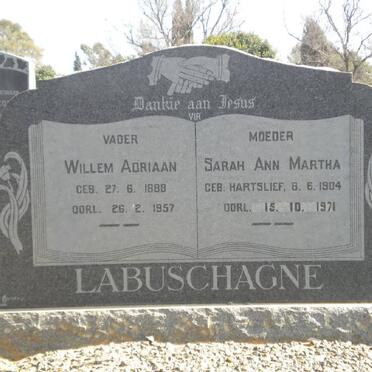 Dankie aan Jesus
VIR
VADER
WILLEM ADRIAAN
GEB. 27. 6. 1888
OORL. 26. 2. 1957
MOEDER
SARAH ANN MARTHA
GEB. HARTSLIEF, 8. 6. 1904
OORL. 15. 10. 1971
LABUSCHAGNE